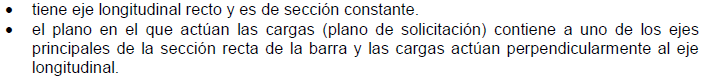 • tiene eje longitudinal recto y es de sección constante.
• el plano en el que actúan las cargas (plano de solicitación) contiene a uno de los ejes
principales de la sección recta de la barra y las cargas actúan perpendicularmente al eje
longitudinal.